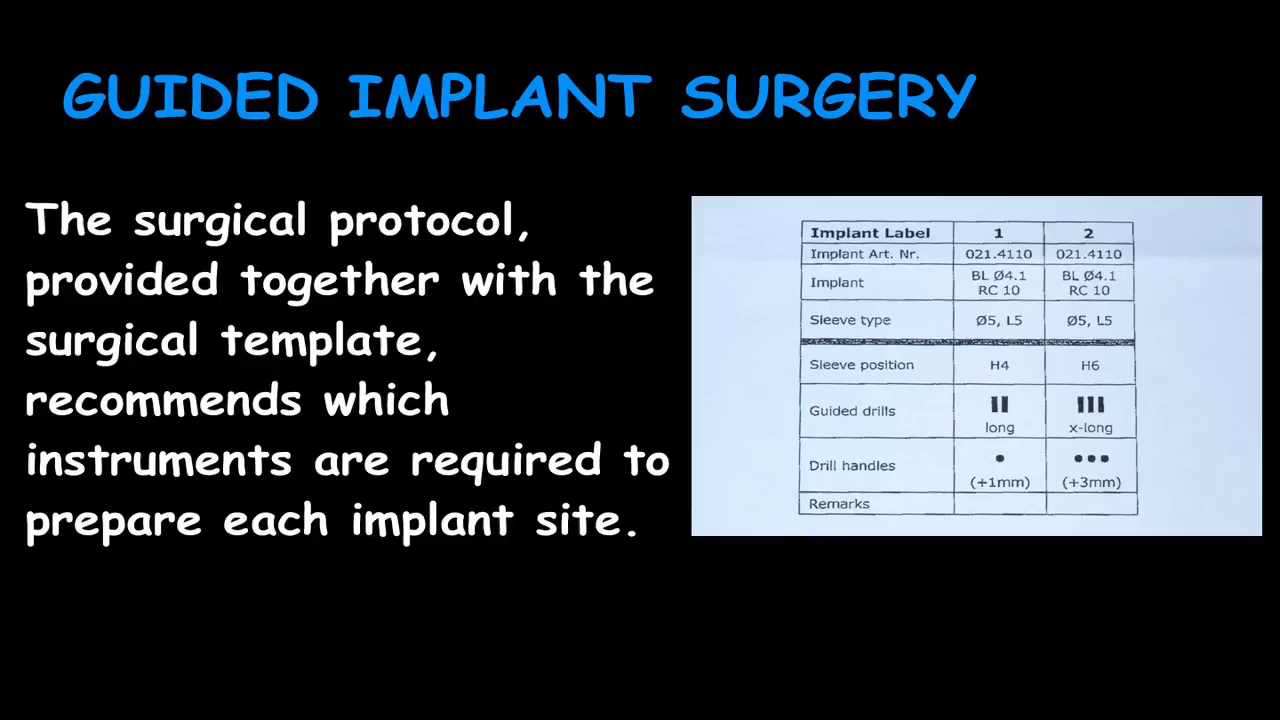 GUIDED IMPLANT SURGERY
The surgical protocol,
provided together with the
surgical template,
recommends which
instruments are required to
prepare each implant site.
Implant Label 1 2
Implant Art. Nr. 021.4110 021.4110
Implant BL Ø4.1 RC 10 BL Ø4.1 RC 10
Sleeve type Ø5, L5 Ø5, L5
Sleeve position H4 H6
Guided drills long x-long
Drill handles (+1mm) (+3mm)
Remarks